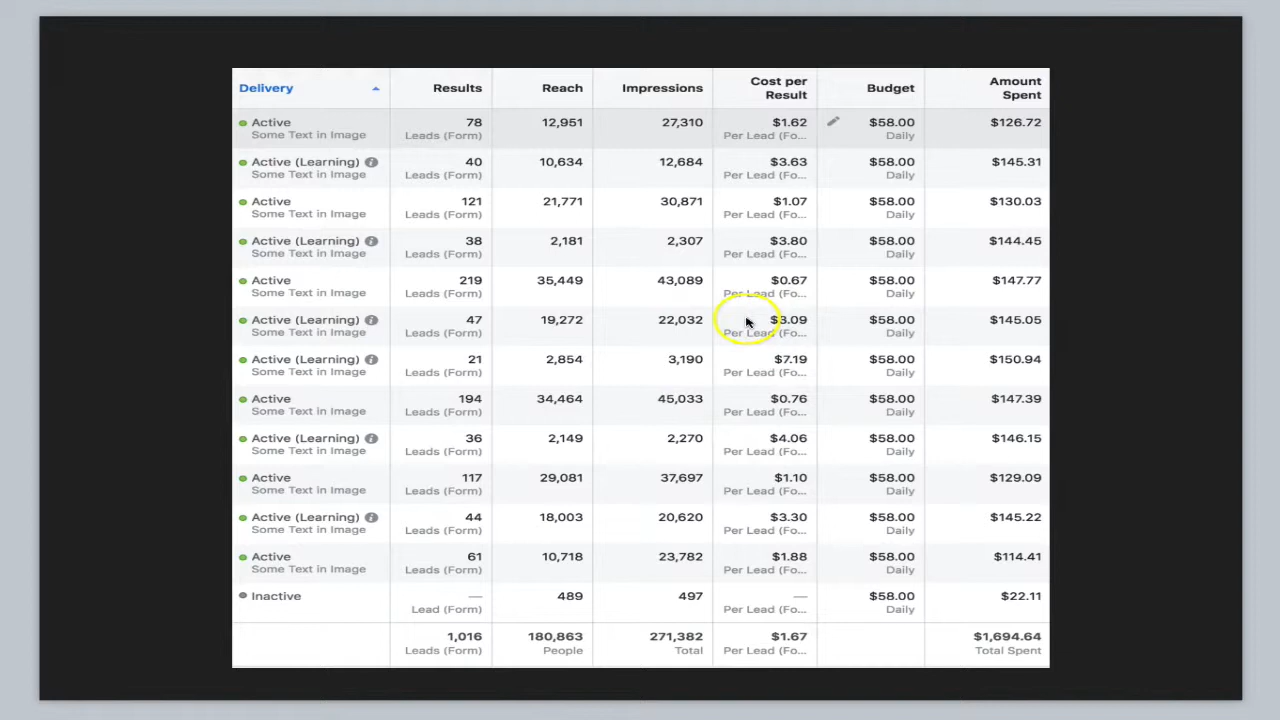 Delivery Results Reach Impressions Cost per Result Budget Amount Spent
Active 78 12,951 27,310 $1.62 $58.00 $126.72
Some Text in Image Leads (Form) Per Lead (Fo... Daily
Active (Learning) 40 10,634 12,684 $3.63 $58.00 $145.31
Some Text in Image Leads (Form) Per Lead (Fo... Daily
Active 121 21,771 30,871 $1.07 $58.00 $130.03
Some Text in Image Leads (Form) Per Lead (Fo... Daily
Active (Learning) 38 2,181 2,307 $3.80 $58.00 $144.45
Some Text in Image Leads (Form) Per Lead (Fo... Daily
Active 219 35,449 43,089 $0.67 $58.00 $147.77
Some Text in Image Leads (Form) Per Lead (Fo... Daily
Active (Learning) 47 19,272 22,032 $3.09 $58.00 $145.05
Some Text in Image Leads (Form) Per Lead (Fo... Daily
Active (Learning) 21 2,854 3,190 $7.19 $58.00 $150.94
Some Text in Image Leads (Form) Per Lead (Fo... Daily
Active 194 34,464 45,033 $0.76 $58.00 $147.39
Some Text in Image Leads (Form) Per Lead (Fo... Daily
Active (Learning) 36 2,149 2,270 $4.06 $58.00 $146.15
Some Text in Image Leads (Form) Per Lead (Fo... Daily
Active 117 29,081 37,697 $1.10 $58.00 $129.09
Some Text in Image Leads (Form) Per Lead (Fo... Daily
Active (Learning) 44 18,003 20,620 $3.30 $58.00 $145.22
Some Text in Image Leads (Form) Per Lead (Fo... Daily
Active 61 10,718 23,782 $1.88 $58.00 $114.41
Some Text in Image Leads (Form) Per Lead (Fo... Daily
Inactive — 489 497 — $58.00 $22.11
Lead (Form) Per Lead (Fo... Daily
1,016 180,863 271,382 $1.67 $1,694.64
Leads (Form) People Total Per Lead (Fo... Total Spent